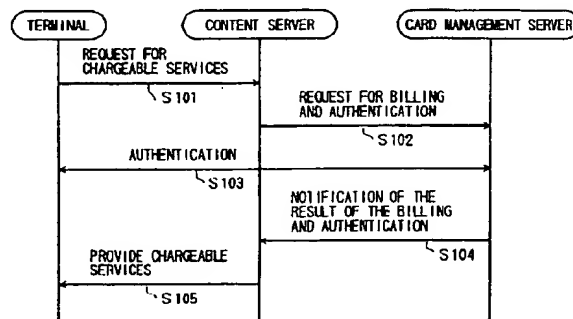 TERMINAL
CONTENT SERVER
CARD MANAGEMENT SERVER
REQUEST FOR
CHARGEABLE SERVICES
S101
REQUEST FOR BILLING
AND AUTHENTICATION
S102
AUTHENTICATION
S103
NOTIFICATION OF THE
RESULT OF THE BILLING
AND AUTHENTICATION
S104
PROVIDE CHARGEABLE
SERVICES
S105